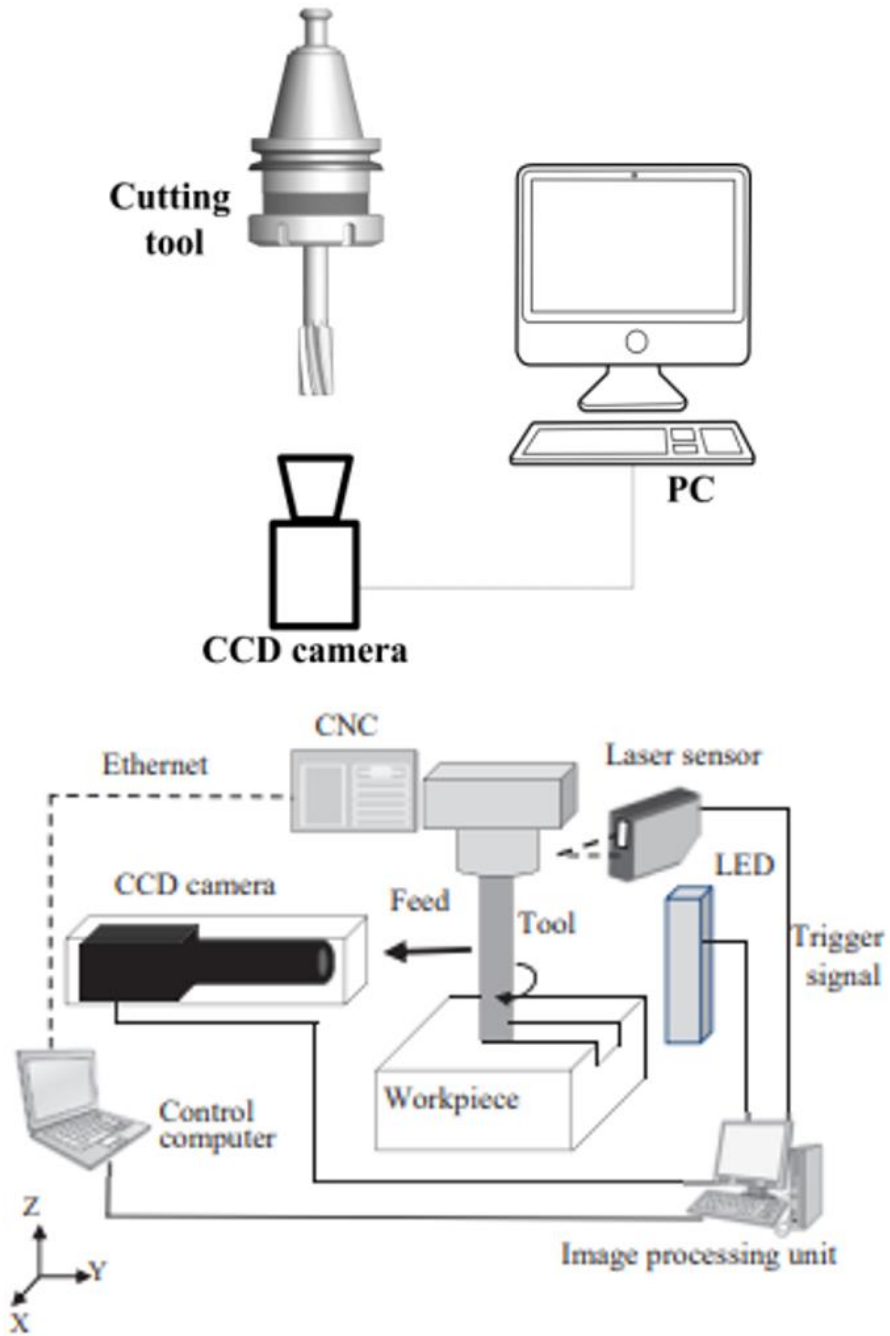 Cutting
tool
PC
CCD camera
CNC
Ethernet
Laser sensor
CCD camera
LED
Feed
Tool
Trigger
signal
Workpiece
Control
computer
Z
Y
X
Image processing unit